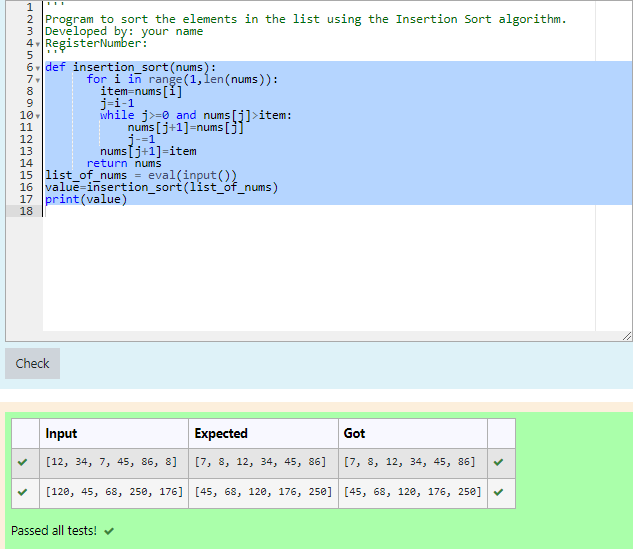 1 '''
2 Program to sort the elements in the list using the Insertion Sort algorithm.
3 Developed by: your name
4 RegisterNumber:
5 '''
6 def insertion_sort(nums):
7 for i in range(1,len(nums)):
8 item=nums[i]
9 j=i-1
10 while j>=0 and nums[j]>item:
11 nums[j+1]=nums[j]
12 j-=1
13 nums[j+1]=item
14 return nums
15 list_of_nums = eval(input())
16 value=insertion_sort(list_of_nums)
17 print(value)
18
Check
Input Expected Got
[12, 34, 7, 45, 86, 8] [7, 8, 12, 34, 45, 86] [7, 8, 12, 34, 45, 86]
[120, 45, 68, 250, 176] [45, 68, 120, 176, 250] [45, 68, 120, 176, 250]
Passed all tests!